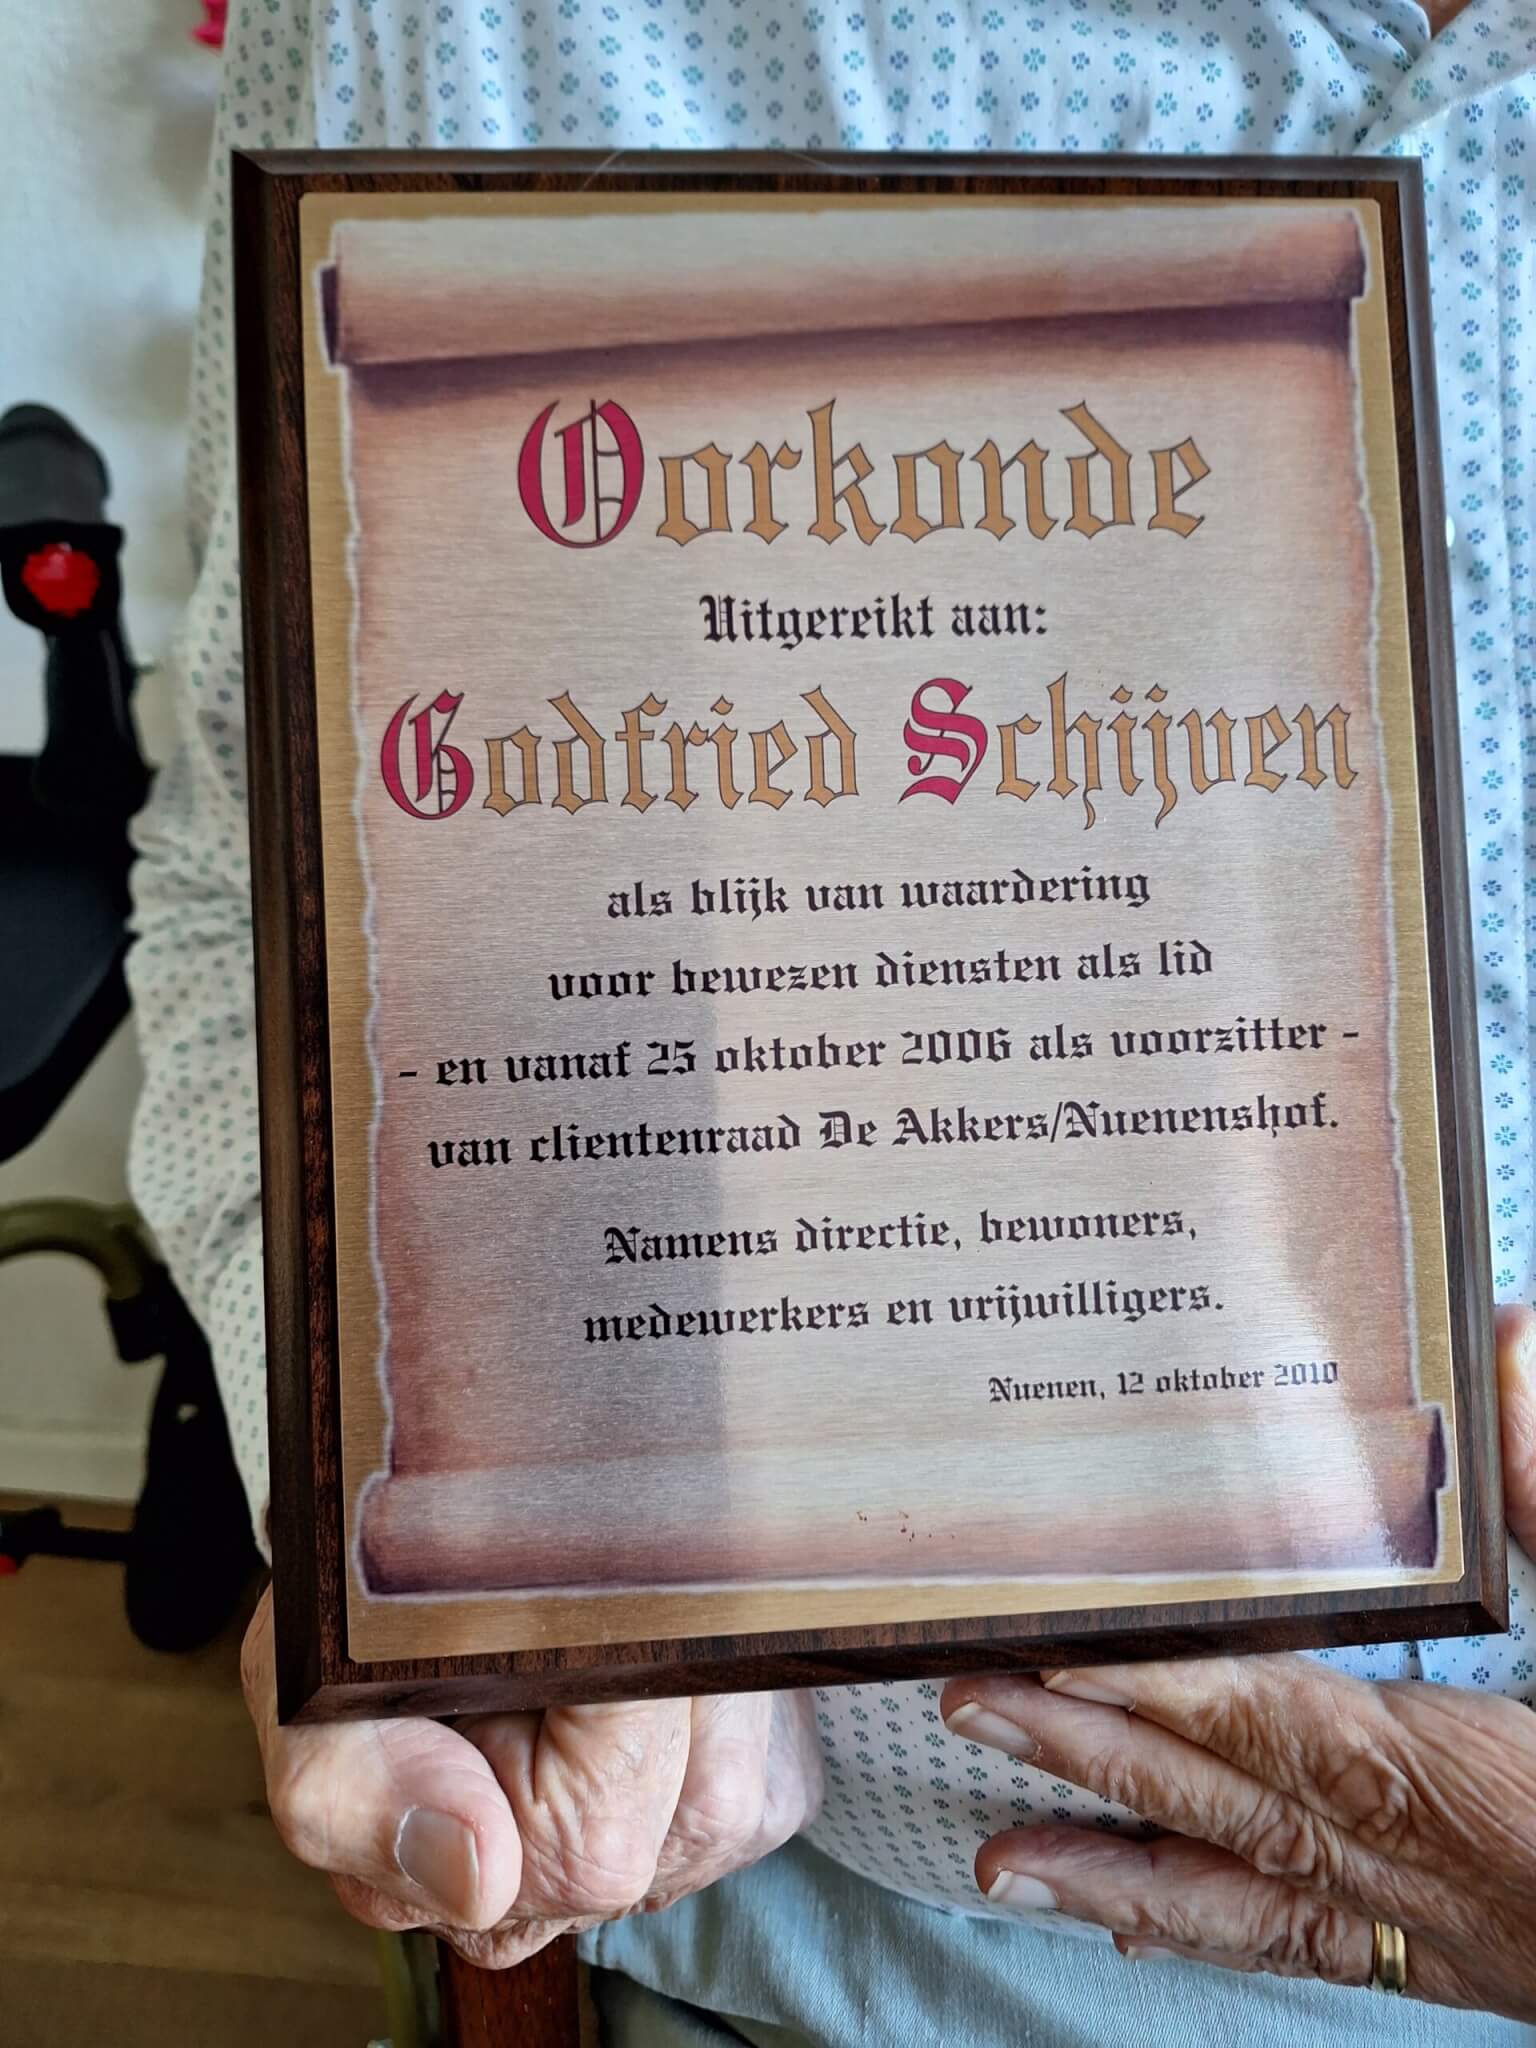 Oorkonde
Uitgereikt aan:
Godfried Schijven
als blijk van waardering
voor bewezen diensten als lid
- en vanaf 25 oktober 2006 als voorzitter -
van clientenraad De Akkers/Nuenenshof.
Namens directie, bewoners,
medewerkers en vrijwilligers.
Nuenen, 12 oktober 2010